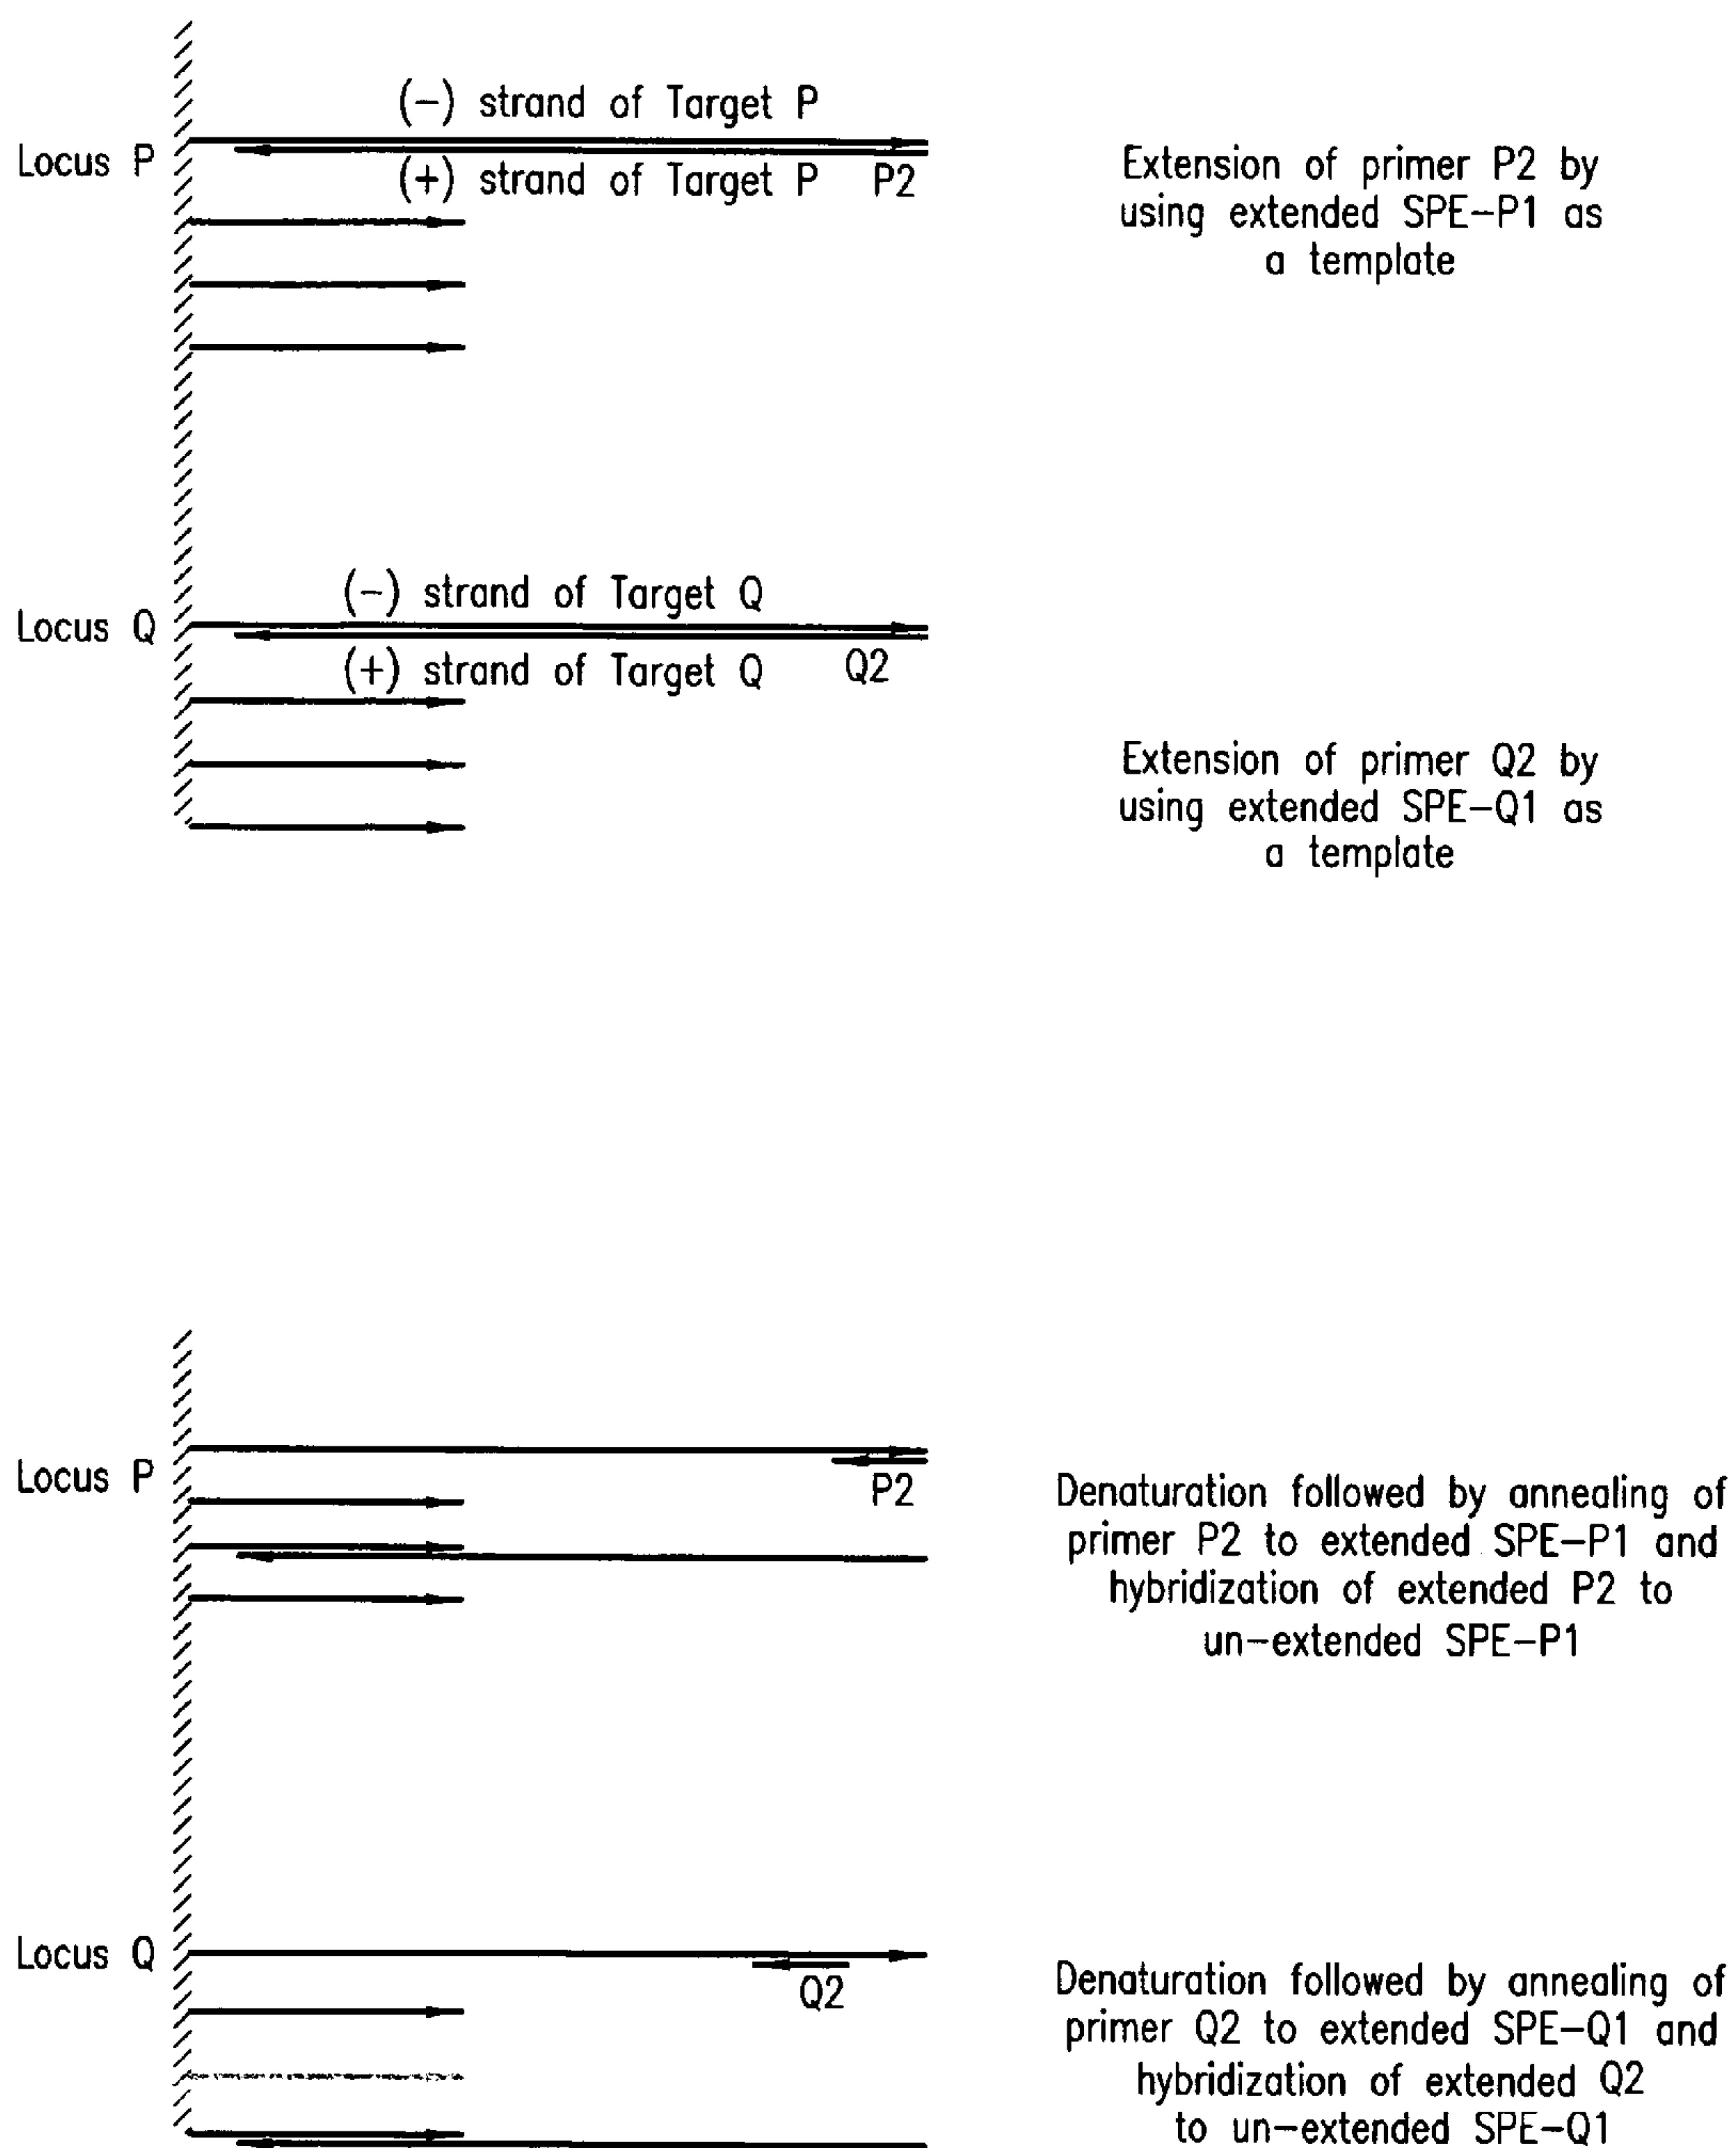 (−) strand of Target P
Locus P
(+) strand of Target P P2
Extension of primer P2 by
using extended SPE−P1 as
a template
(−) strand of Target Q
Locus Q
(+) strand of Target Q Q2
Extension of primer Q2 by
using extended SPE−Q1 as
a template
Locus P
P2
Denaturation followed by annealing of
primer P2 to extended SPE−P1 and
hybridization of extended P2 to
un−extended SPE−P1
Locus Q
Q2
Denaturation followed by annealing of
primer Q2 to extended SPE−Q1 and
hybridization of extended Q2
to un−extended SPE−Q1